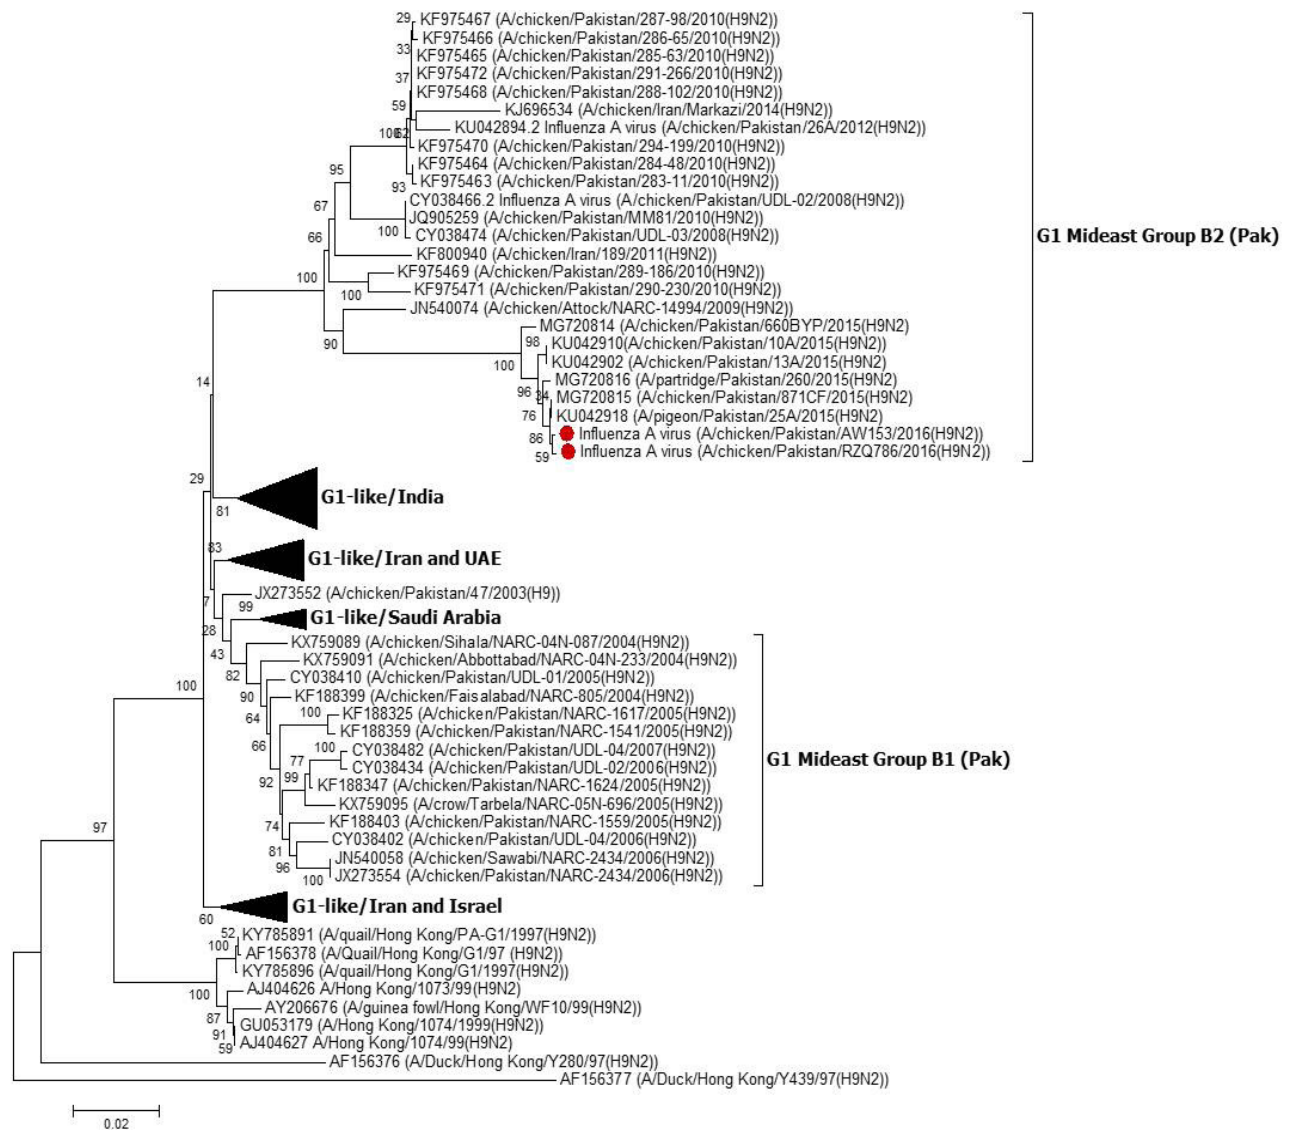 29 KF975467 (A/chicken/Pakistan/287-98/2010(H9N2))
KF975466 (A/chicken/Pakistan/286-65/2010(H9N2))
33 KF975465 (A/chicken/Pakistan/285-63/2010(H9N2))
37 KF975472 (A/chicken/Pakistan/291-266/2010(H9N2))
KF975468 (A/chicken/Pakistan/288-102/2010(H9N2))
59 KJ696534 (A/chicken/Iran/Markazi/2014(H9N2))
KU042894.2 Influenza A virus (A/chicken/Pakistan/26A/2012(H9N2))
100 62 KF975470 (A/chicken/Pakistan/294-199/2010(H9N2))
KF975464 (A/chicken/Pakistan/284-48/2010(H9N2))
95
93 KF975463 (A/chicken/Pakistan/283-11/2010(H9N2))
CY038466.2 Influenza A virus (A/chicken/Pakistan/UDL-02/2008(H9N2))
67 JQ905259 (A/chicken/Pakistan/MM81/2010(H9N2))
100 CY038474 (A/chicken/Pakistan/UDL-03/2008(H9N2))
G1 Mideast Group B2 (Pak)
66
KF800940 (A/chicken/Iran/189/2011(H9N2))
KF975469 (A/chicken/Pakistan/289-186/2010(H9N2))
100
100 KF975471 (A/chicken/Pakistan/290-230/2010(H9N2))
JN540074 (A/chicken/Attock/NARC-14994/2009(H9N2))
MG720814 (A/chicken/Pakistan/660BYP/2015(H9N2)
90 98 KU042910(A/chicken/Pakistan/10A/2015(H9N2))
100 KU042902 (A/chicken/Pakistan/13A/2015(H9N2)
14 MG720816 (A/partridge/Pakistan/260/2015(H9N2)
96 34 MG720815 (A/chicken/Pakistan/871CF/2015(H9N2)
76 KU042918 (A/pigeon/Pakistan/25A/2015(H9N2)
86 Influenza A virus (A/chicken/Pakistan/AW153/2016(H9N2))
59 Influenza A virus (A/chicken/Pakistan/RZQ786/2016(H9N2))
29
G1-like/India
81
83
G1-like/Iran and UAE
7 JX273552 (A/chicken/Pakistan/47/2003(H9))
99
G1-like/Saudi Arabia
28
KX759089 (A/chicken/Sihala/NARC-04N-087/2004(H9N2))
43
KX759091 (A/chicken/Abbottabad/NARC-04N-233/2004(H9N2))
82 CY038410 (A/chicken/Pakistan/UDL-01/2005(H9N2))
100
90 KF188399 (A/chicken/Faisalabad/NARC-805/2004(H9N2))
64 100 KF188325 (A/chicken/Pakistan/NARC-1617/2005(H9N2))
KF188359 (A/chicken/Pakistan/NARC-1541/2005(H9N2))
66 100 CY038482 (A/chicken/Pakistan/UDL-04/2007(H9N2))
G1 Mideast Group B1 (Pak)
77 CY038434 (A/chicken/Pakistan/UDL-02/2006(H9N2))
92 99 KF188347 (A/chicken/Pakistan/NARC-1624/2005(H9N2))
KX759095 (A/crow/Tarbela/NARC-05N-696/2005(H9N2))
97 74 KF188403 (A/chicken/Pakistan/NARC-1559/2005(H9N2))
CY038402 (A/chicken/Pakistan/UDL-04/2006(H9N2))
81
JN540058 (A/chicken/Sawabi/NARC-2434/2006(H9N2))
96
100 JX273554 (A/chicken/Pakistan/NARC-2434/2006(H9N2))
G1-like/Iran and Israel
60
52 KY785891 (A/quail/Hong Kong/PA-G1/1997(H9N2))
100 AF156378 (A/Quail/Hong Kong/G1/97 (H9N2))
KY785896 (A/quail/Hong Kong/G1/1997(H9N2))
100 AJ404626 A/Hong Kong/1073/99(H9N2)
AY206676 (A/guinea fowl/Hong Kong/WF10/99(H9N2))
87 GU053179 (A/Hong Kong/1074/1999(H9N2))
91
59 AJ404627 A/Hong Kong/1074/99(H9N2)
AF156376 (A/Duck/Hong Kong/Y280/97(H9N2))
AF156377 (A/Duck/Hong Kong/Y439/97(H9N2))
0.02